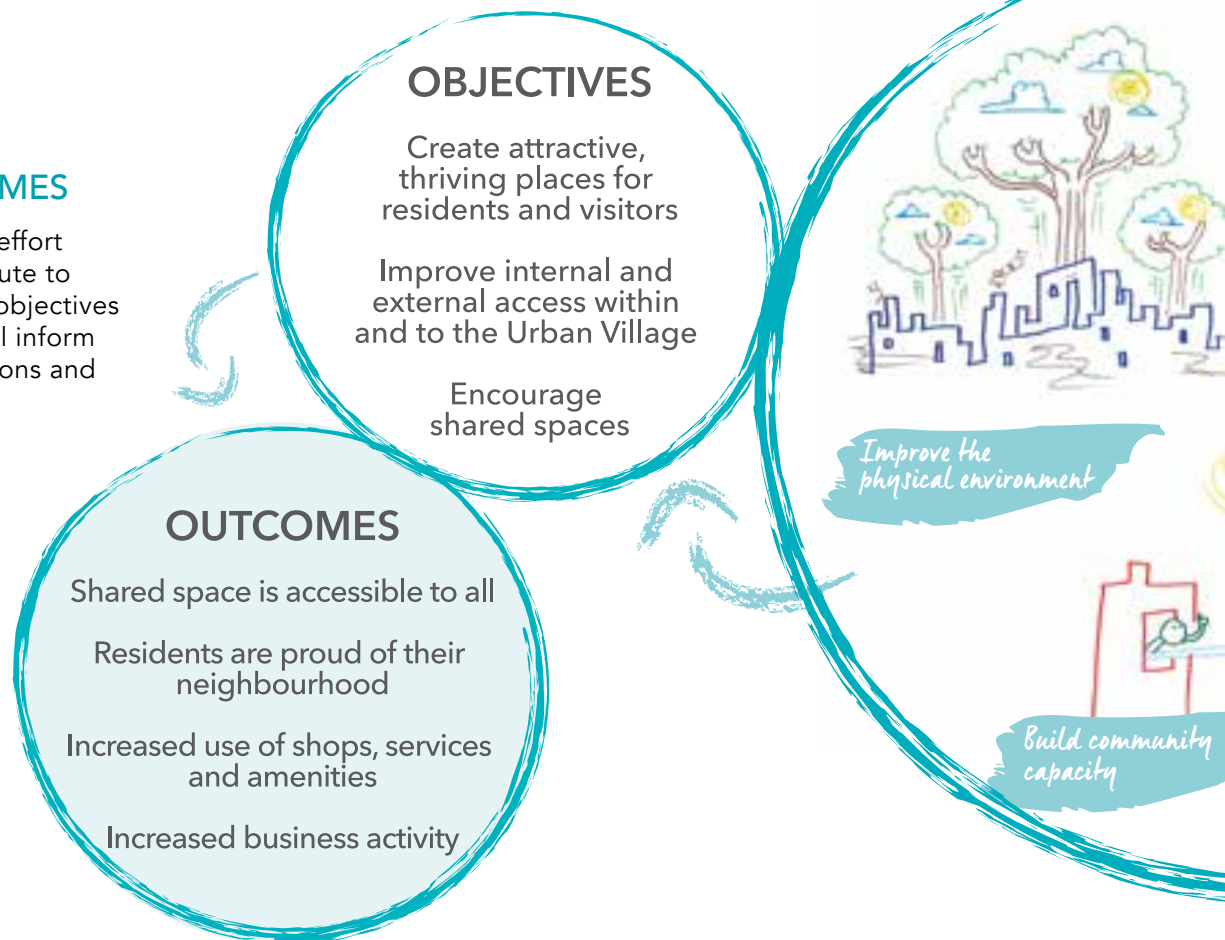 MES
effort
ute to
objectives
l inform
ons and
OBJECTIVES
Create attractive,
thriving places for
residents and visitors
Improve internal and
external access within
and to the Urban Village
Encourage
shared spaces
OUTCOMES
Shared space is accessible to all
Residents are proud of their
neighbourhood
Increased use of shops, services
and amenities
Increased business activity
Improve the
physical environment
Build community
capacity